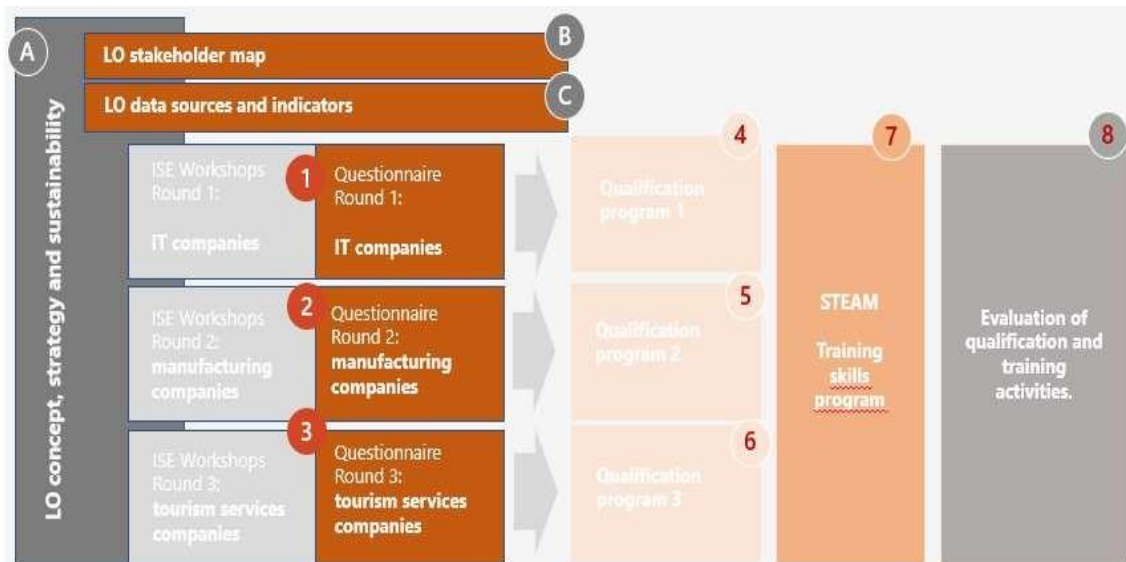 A
LO concept, strategy and sustainability
LO stakeholder map
B
LO data sources and indicators
C
ISE Workshops
Round 1:
IT companies
1
Questionnaire
Round 1:
IT companies
ISE Workshops
Round 2:
manufacturing
companies
2
Questionnaire
Round 2:
manufacturing
companies
ISE Workshops
Round 3:
tourism services
companies
3
Questionnaire
Round 3:
tourism services
companies
4
Qualification
program 1
5
Qualification
program 2
6
Qualification
program 3
7
STEAM
Training
skills
program
8
Evaluation of
qualification and
training
activities.